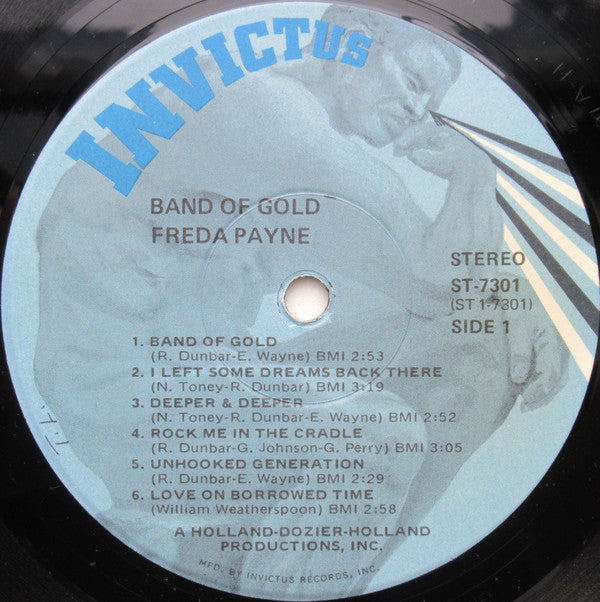 INVICTUS
BAND OF GOLD
FREDA PAYNE
STEREO
ST-7301
(ST 1-7301)
SIDE 1
1. BAND OF GOLD
(R. Dunbar-E. Wayne) BMI 2:53
2. I LEFT SOME DREAMS BACK THERE
(N. Toney-R. Dunbar) BMI 3:19
3. DEEPER & DEEPER
(N. Toney-R. Dunbar-E. Wayne) BMI 2:52
4. ROCK ME IN THE CRADLE
(R. Dunbar-G. Johnson-G. Perry) BMI 3:05
5. UNHOOKED GENERATION
(R. Dunbar-E. Wayne) BMI 2:29
6. LOVE ON BORROWED TIME
(William Weatherspoon) BMI 2:58
A HOLLAND-DOZIER-HOLLAND
PRODUCTIONS, INC.
MFD. BY INVICTUS RECORDS, INC.